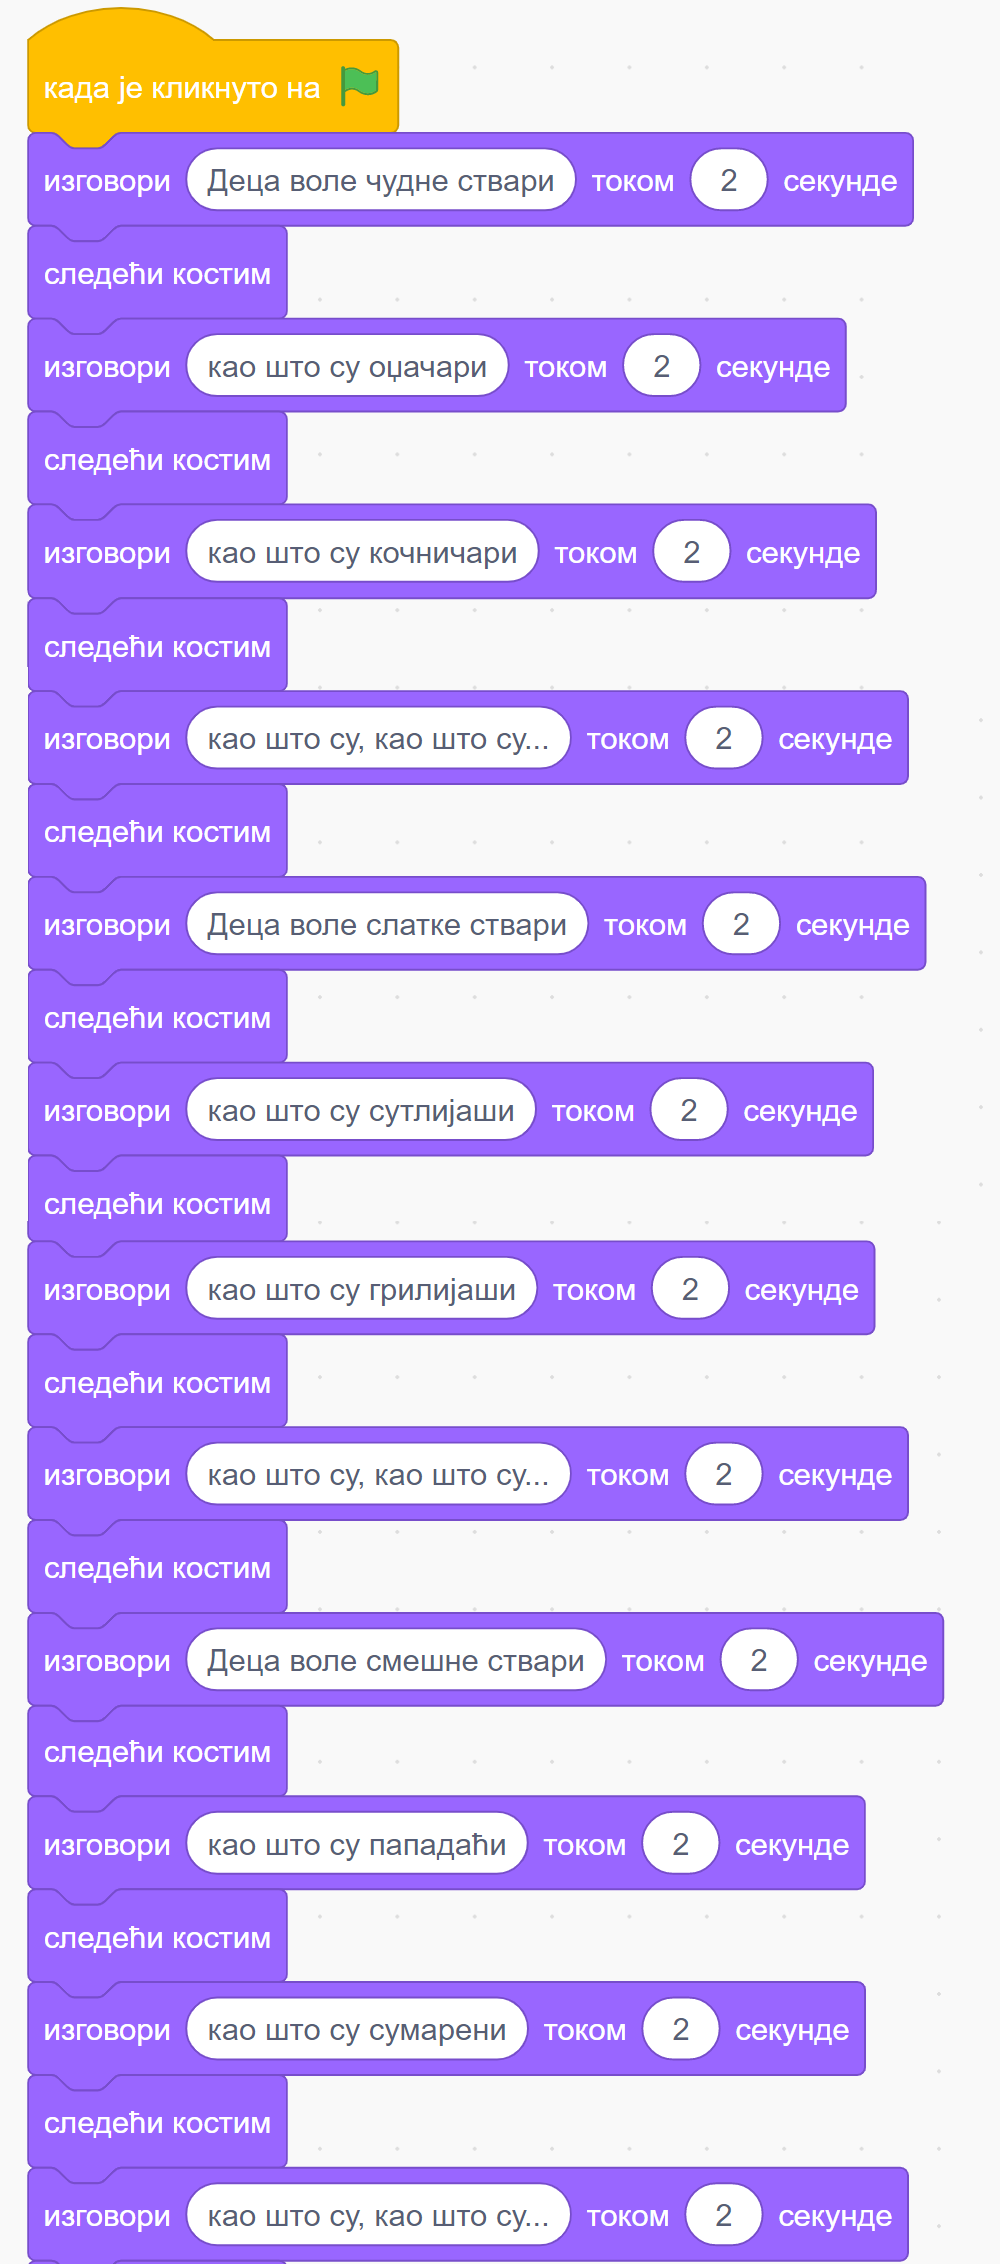 када је кликнуто на
изговори Деца воле чудне ствари током 2 секунде
следећи костим
изговори као што су оџачари током 2 секунде
следећи костим
изговори као што су кочничари током 2 секунде
следећи костим
изговори као што су, као што су... током 2 секунде
следећи костим
изговори Деца воле слатке ствари током 2 секунде
следећи костим
изговори као што су сутлијаши током 2 секунде
следећи костим
изговори као што су грилијаши током 2 секунде
следећи костим
изговори као што су, као што су... током 2 секунде
следећи костим
изговори Деца воле смешне ствари током 2 секунде
следећи костим
изговори као што су пападаћи током 2 секунде
следећи костим
изговори као што су сумарени током 2 секунде
следећи костим
изговори као што су, као што су... током 2 секунде